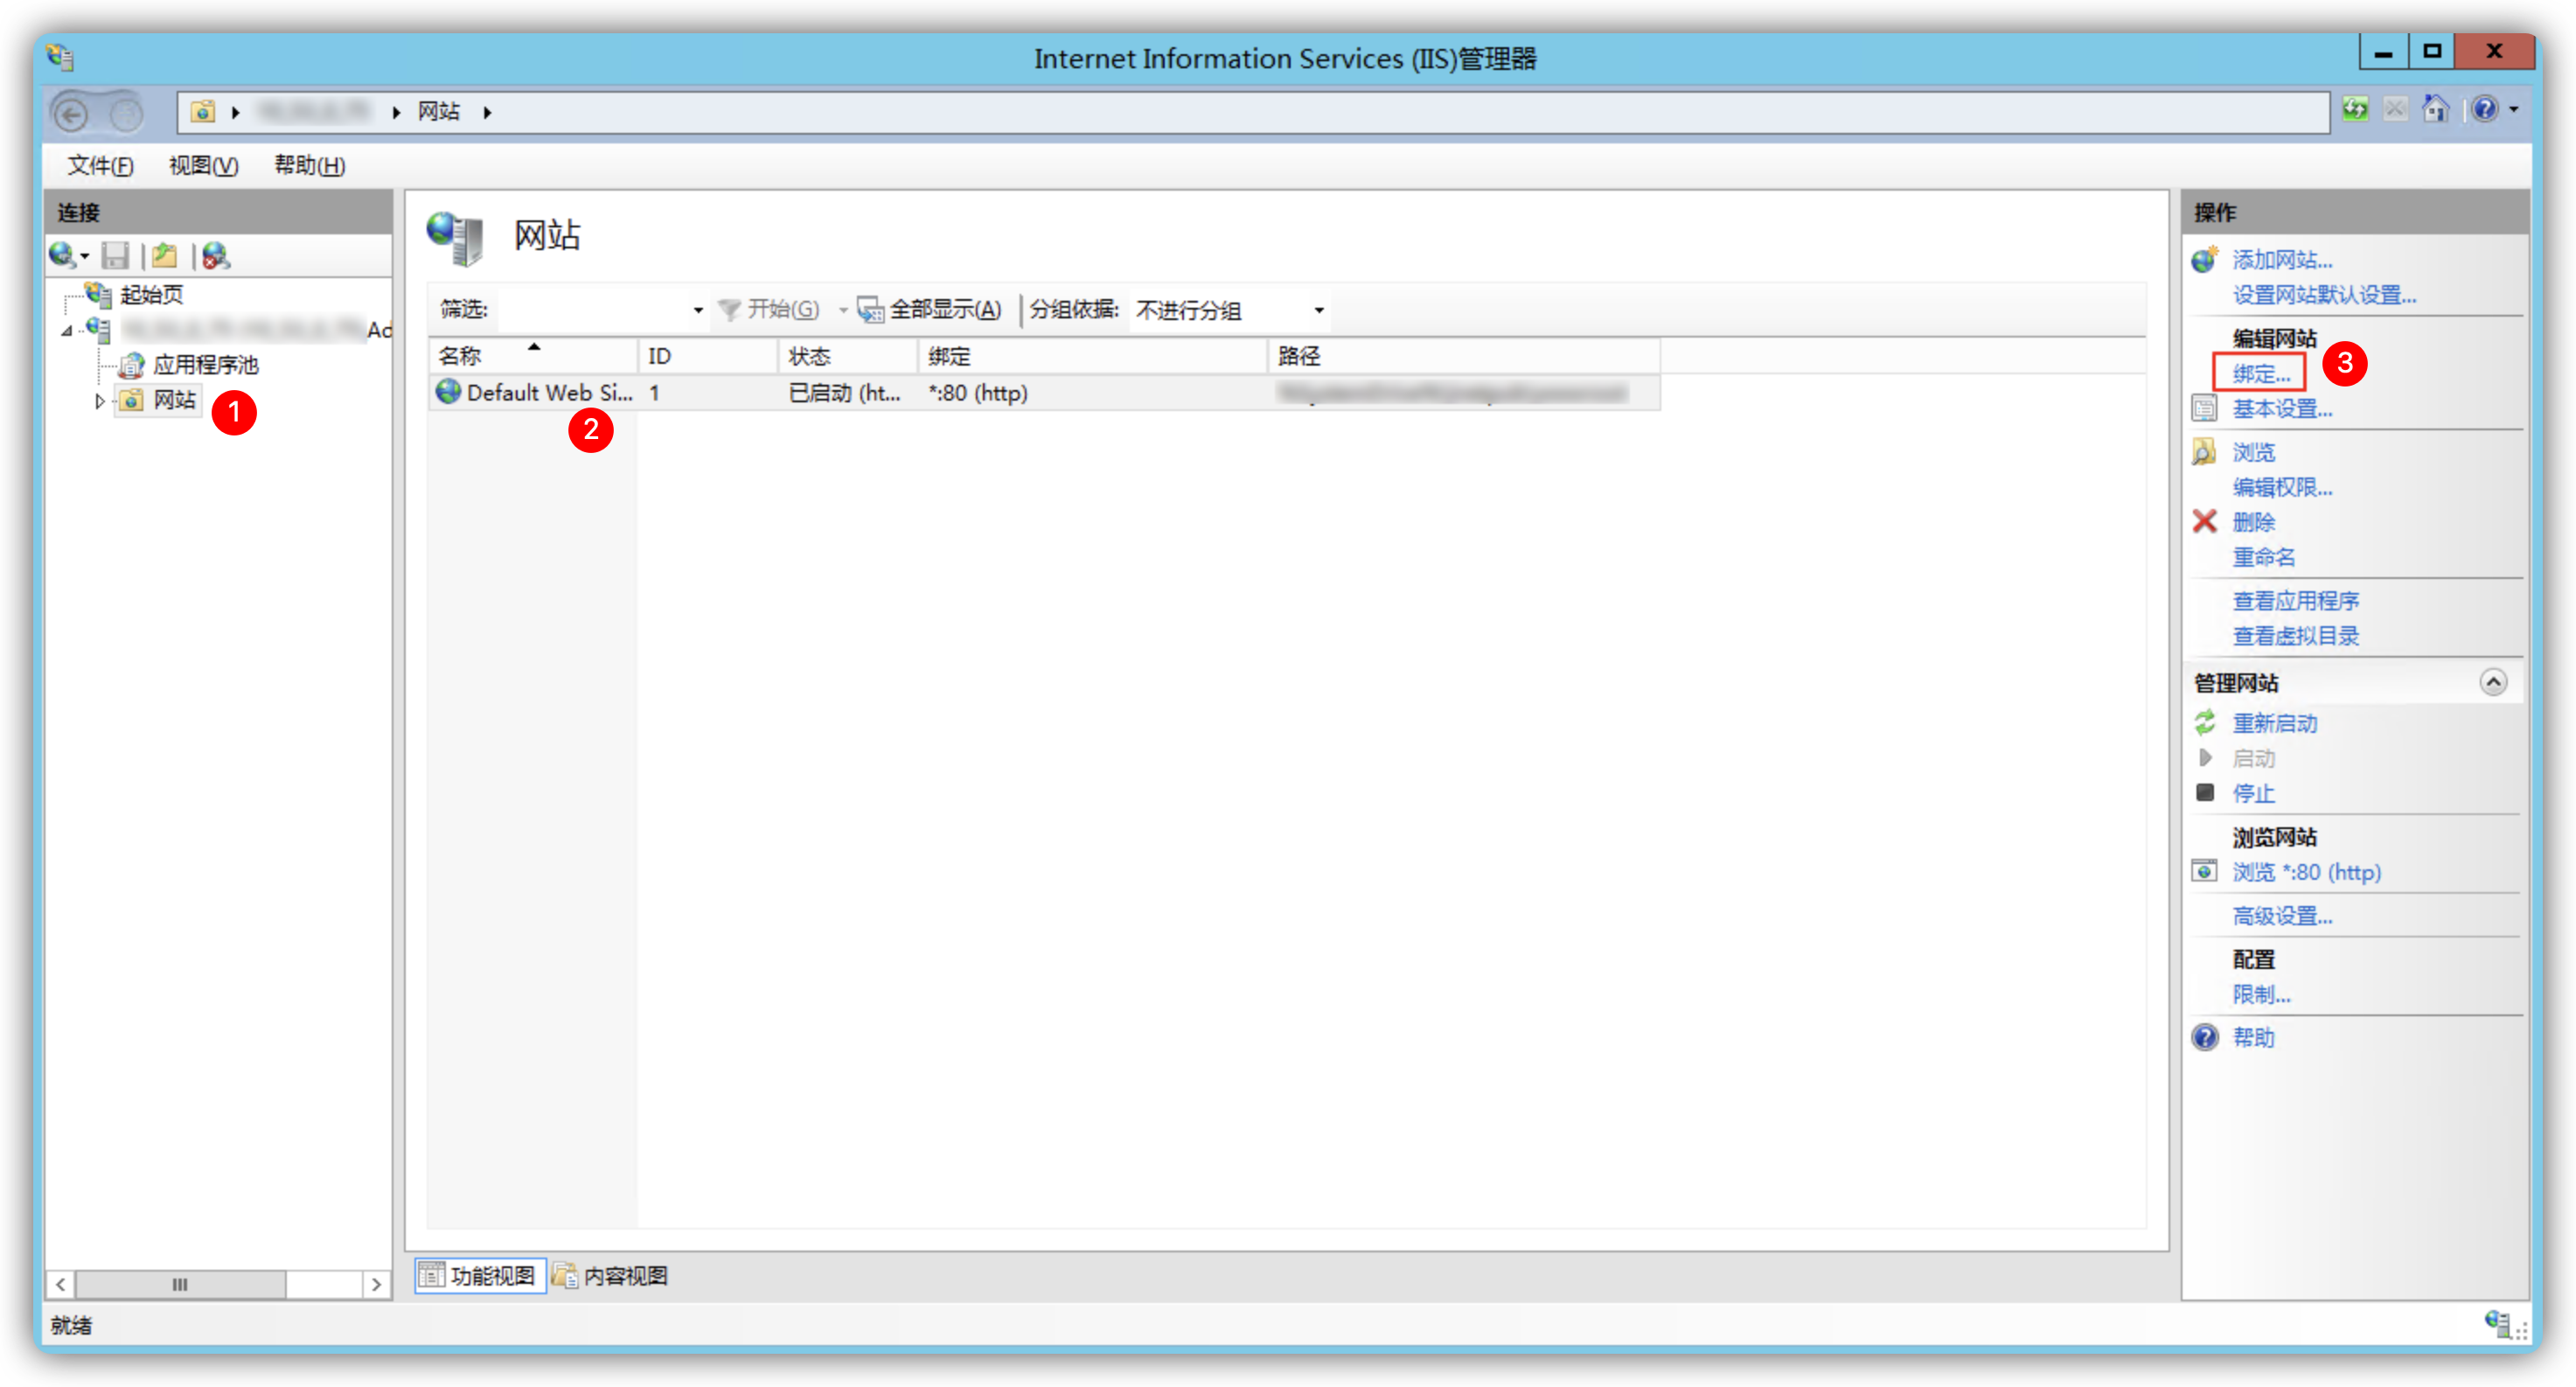 Internet Information Services (IIS)管理器
网站
文件(F) 视图(V) 帮助(H)
连接
起始页
Ad
应用程序池
网站
1
网站
筛选: 开始(G) 全部显示(A) 分组依据: 不进行分组
名称 ID 状态 绑定 路径
Default Web Si... 1 已启动 (ht... *:80 (http)
2
功能视图 内容视图
操作
添加网站...
设置网站默认设置...
编辑网站
绑定...
3
基本设置...
浏览
编辑权限...
删除
重命名
查看应用程序
查看虚拟目录
管理网站
重新启动
启动
停止
浏览网站
浏览 *:80 (http)
高级设置...
配置
限制...
帮助
就绪